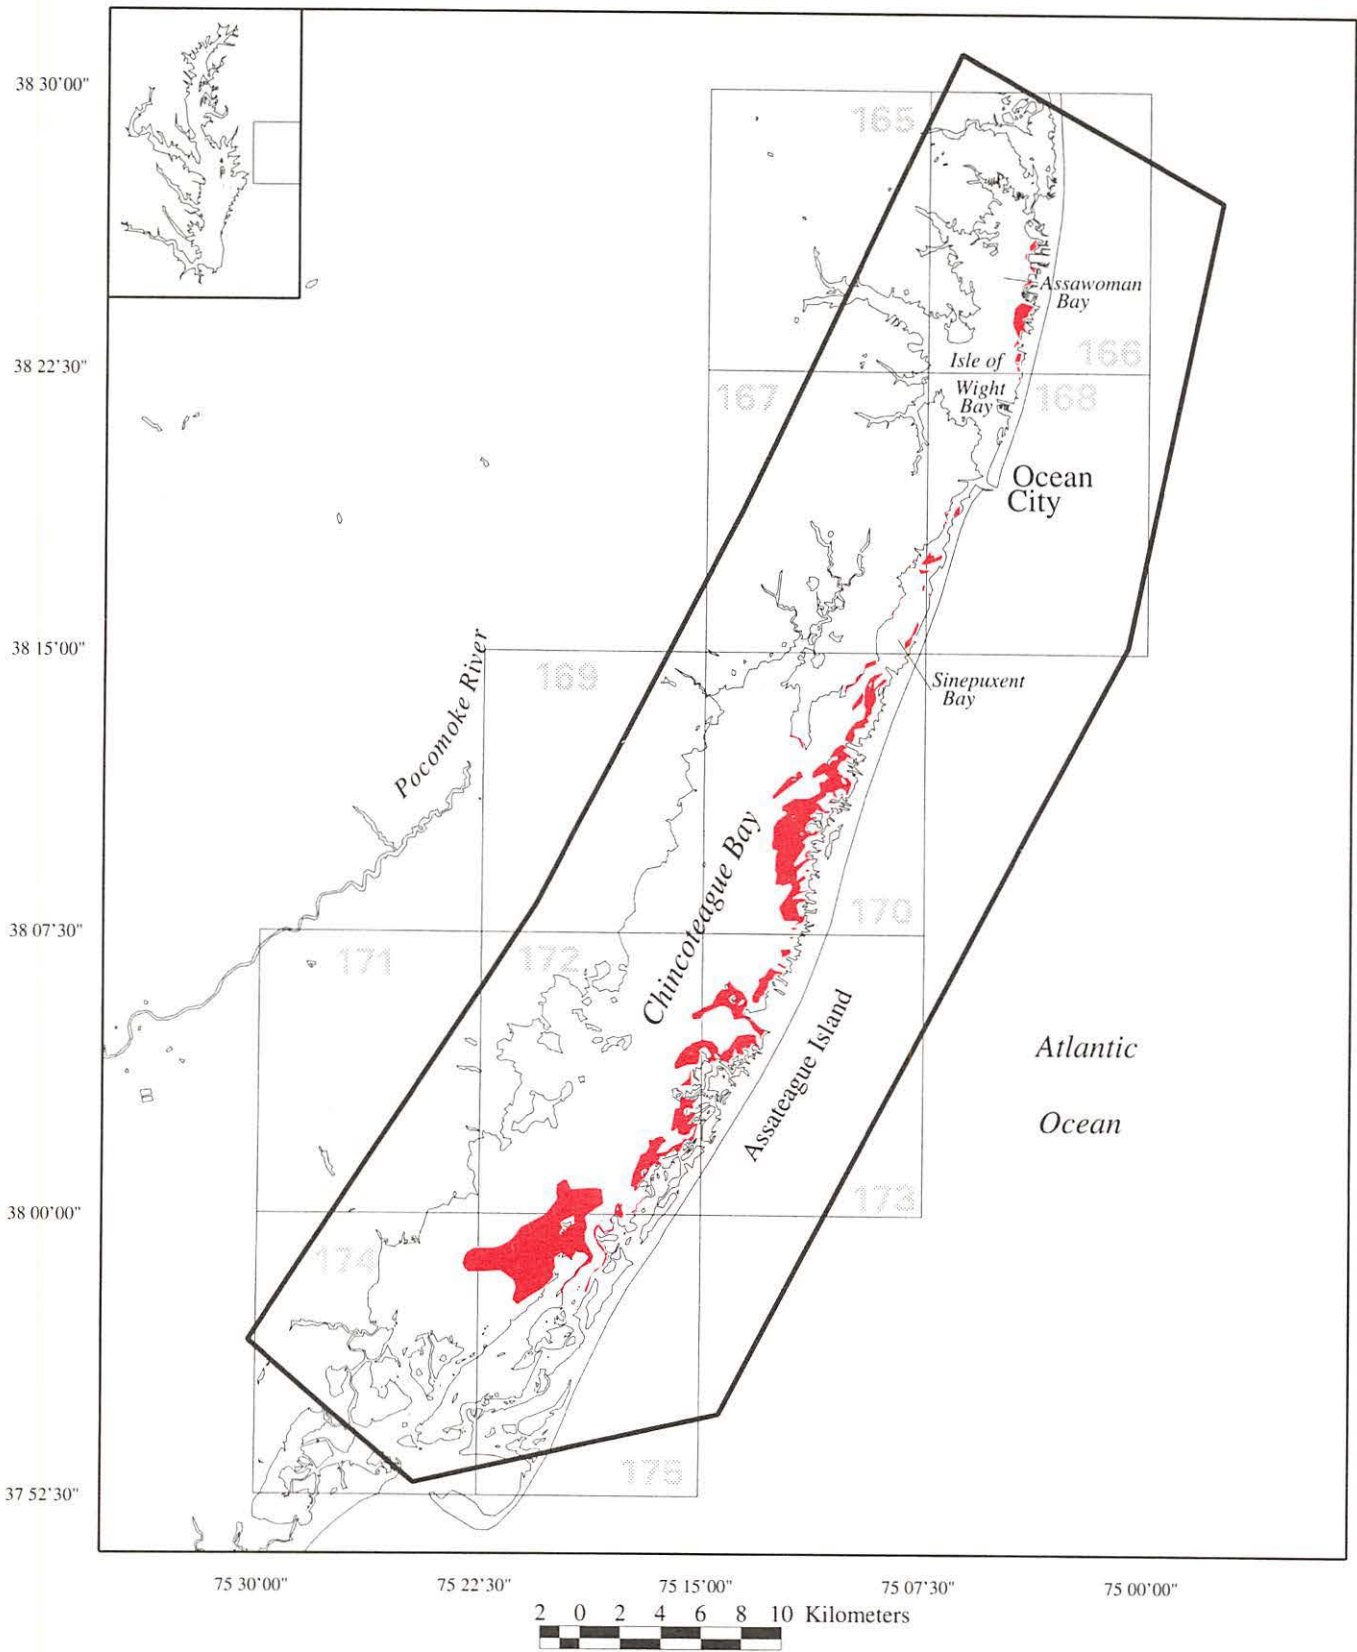 38 30'00"
165
Assawoman
Bay
38 22'30"
Isle of
Wight
Bay
166
167
168
Ocean
City
38 15'00"
169
Sinepuxent
Bay
Pocomoke River
Chincoteague Bay
170
38 07'30"
171
172
Assateague Island
Atlantic
Ocean
38 00'00"
173
174
175
37 52'30"
75 30'00"
75 22'30"
75 15'00"
75 07'30"
75 00'00"
2 0 2 4 6 8 10 Kilometers